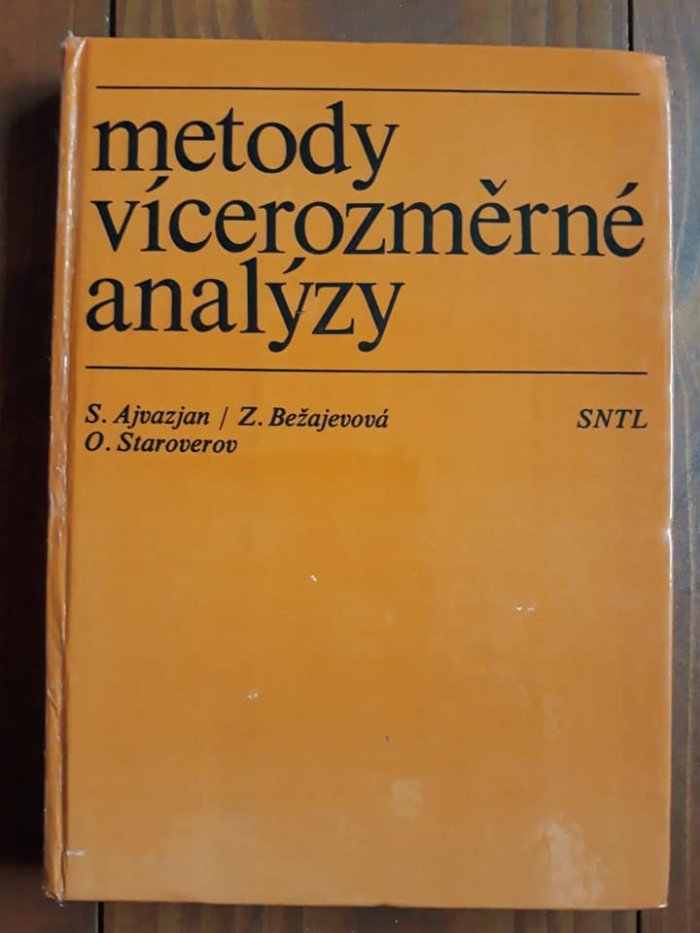 metody
vícerozměrné
analýzy
S. Ajvazjan / Z. Bežajevová
O. Staroverov
SNTL